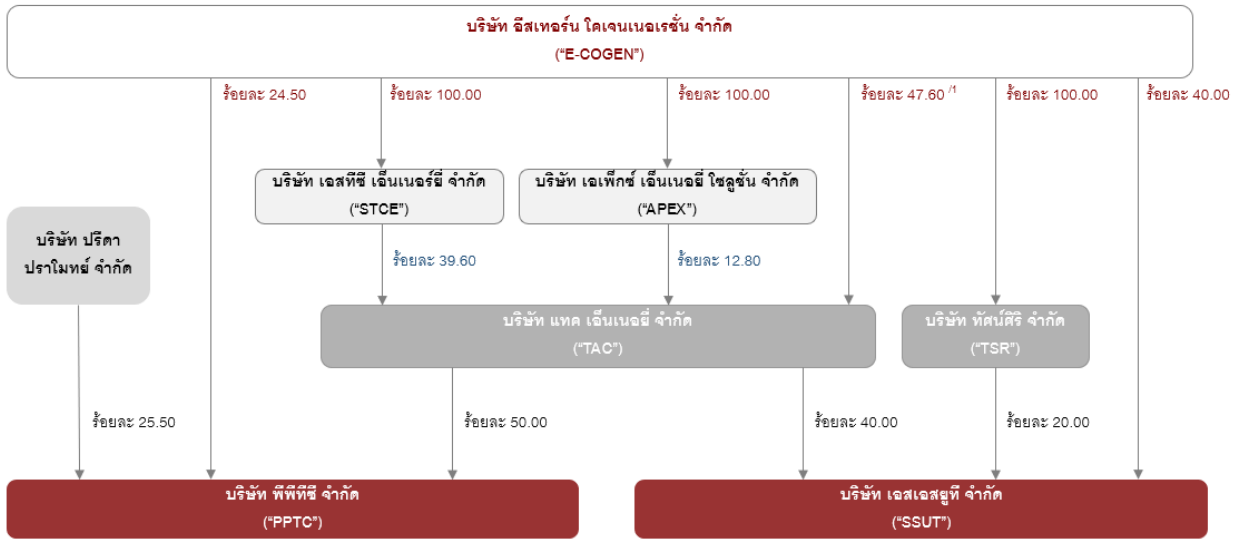 บริษัท อีสเทอร์น โคเจนเนอเรชั่น จำกัด
(“E-COGEN”)
ร้อยละ 24.50
ร้อยละ 100.00
ร้อยละ 100.00
ร้อยละ 47.60 /1
ร้อยละ 100.00
ร้อยละ 40.00
บริษัท เอสทีซี เอ็นเนอร์ยี่ จำกัด
(“STCE”)
บริษัท เอเพ็กซ์ เอ็นเนอยี่ โซลูชั่น จำกัด
(“APEX”)
บริษัท ปรีดา
ปราโมทย์ จำกัด
ร้อยละ 39.60
ร้อยละ 12.80
บริษัท แทค เอ็นเนอยี่ จำกัด
(“TAC”)
บริษัท ทัศน์ศิริ จำกัด
(“TSR”)
ร้อยละ 25.50
ร้อยละ 50.00
ร้อยละ 40.00
ร้อยละ 20.00
บริษัท พีพีทีซี จำกัด
(“PPTC”)
บริษัท เอสเอสยูที จำกัด
(“SSUT”)